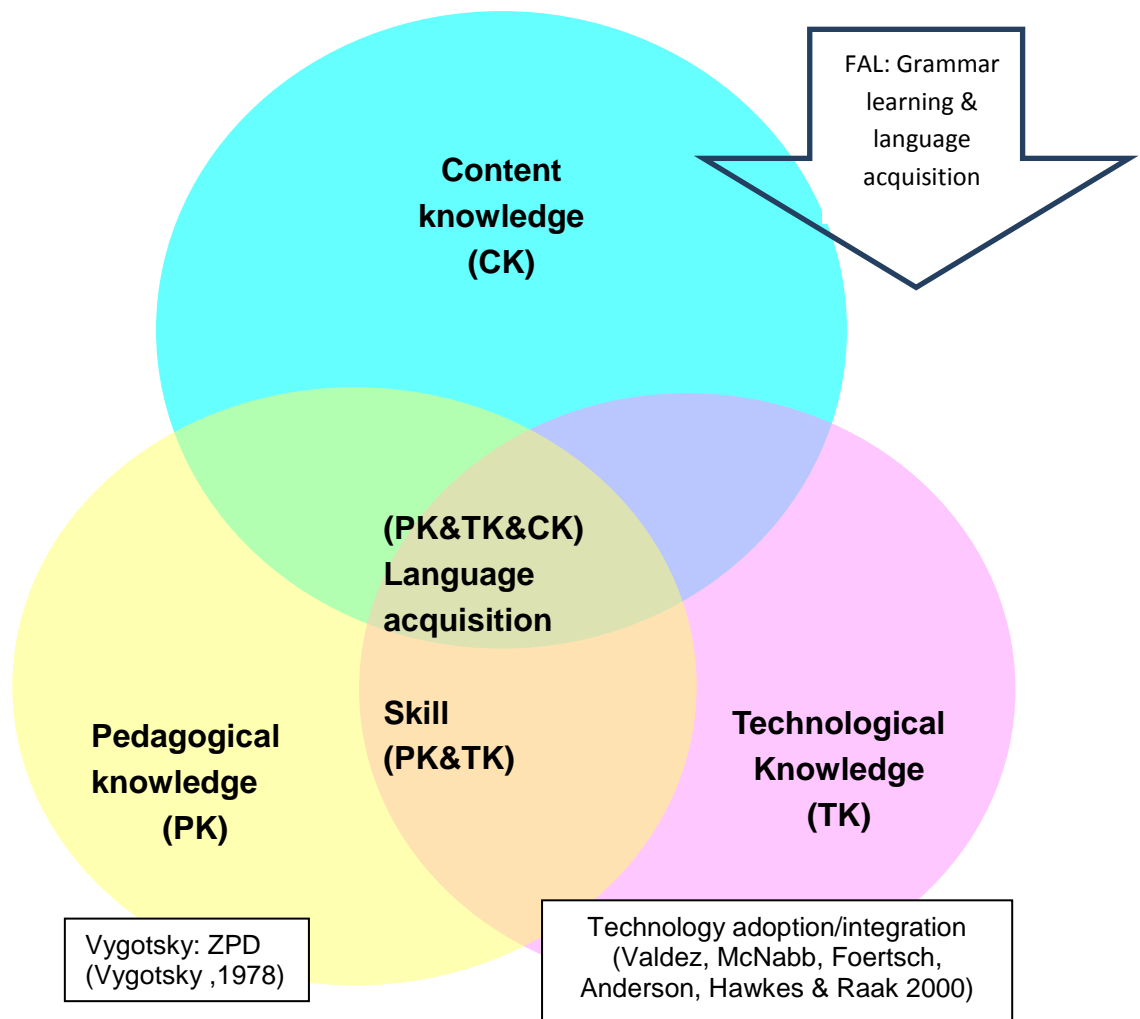 FAL: Grammar
learning &
language
acquisition
Content
knowledge
(CK)
(PK&TK&CK)
Language
acquisition
Skill
(PK&TK)
Pedagogical
knowledge
(PK)
Technological
Knowledge
(TK)
Vygotsky: ZPD
(Vygotsky ,1978)
Technology adoption/integration
(Valdez, McNabb, Foertsch,
Anderson, Hawkes & Raak 2000)